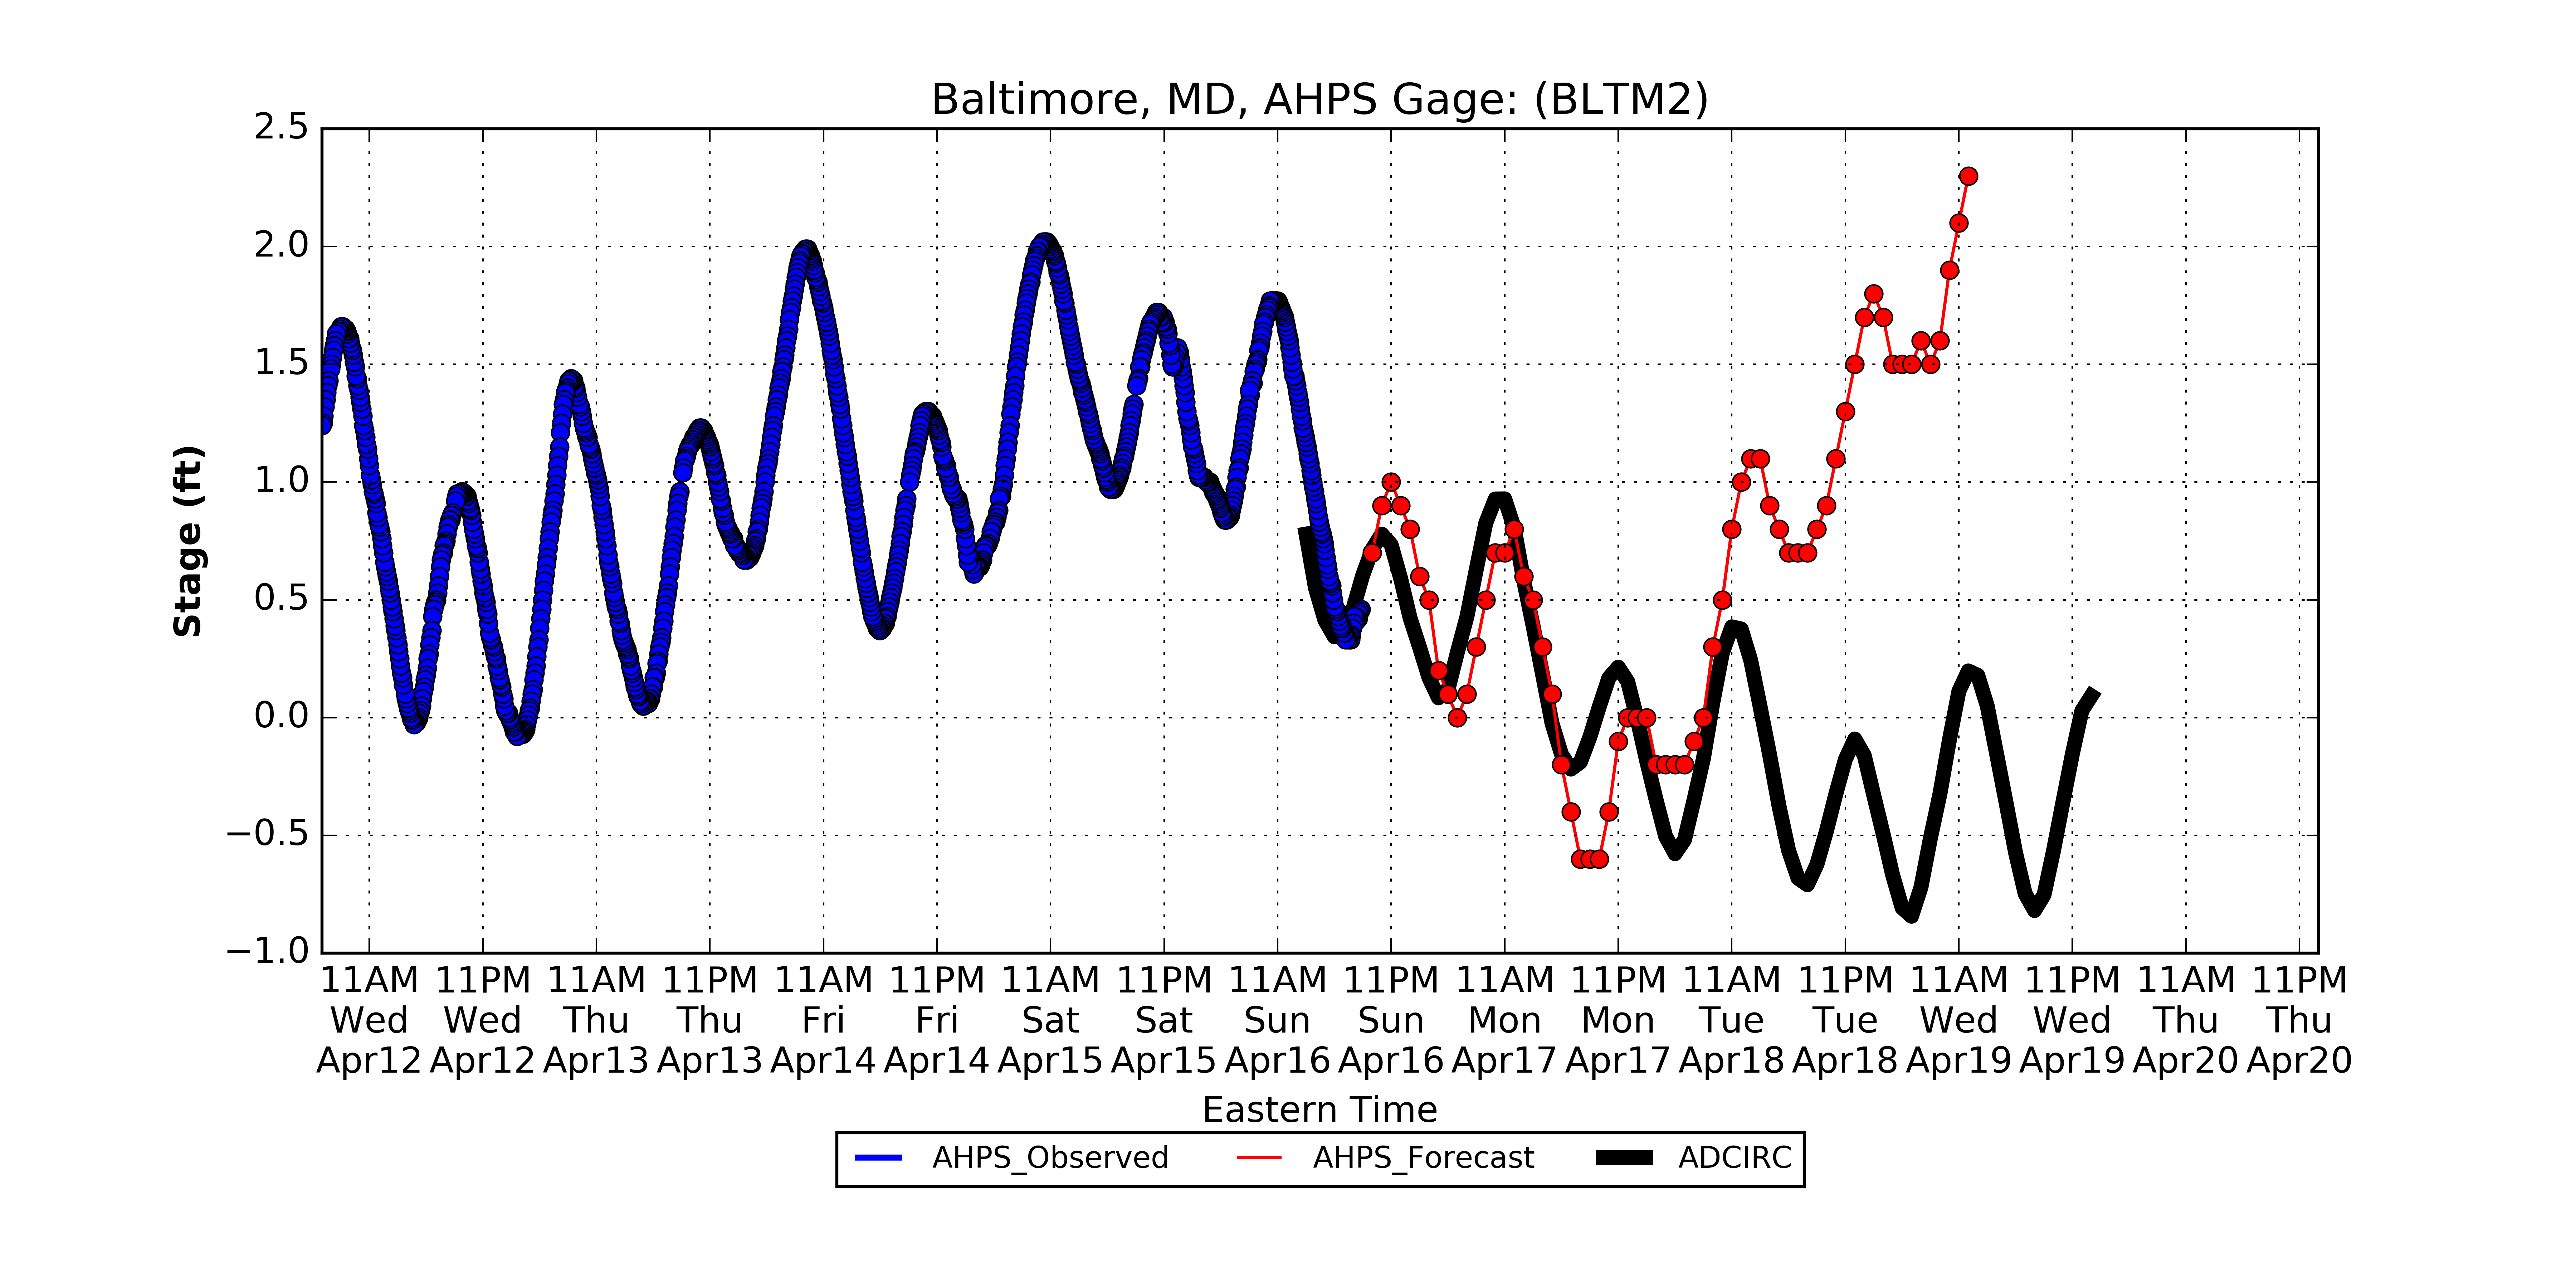 Baltimore, MD, AHPS Gage: (BLTM2)
2.5
2.0
1.5
1.0
0.5
0.0
−0.5
−1.0
Stage (ft)
11AM 11PM 11AM 11PM 11AM 11PM 11AM 11PM 11AM 11PM 11AM 11PM 11AM 11PM 11AM 11PM 11AM 11PM
Wed Wed Thu Thu Fri Fri Sat Sat Sun Sun Mon Mon Tue Tue Wed Wed Thu Thu
Apr12 Apr12 Apr13 Apr13 Apr14 Apr14 Apr15 Apr15 Apr16 Apr16 Apr17 Apr17 Apr18 Apr18 Apr19 Apr19 Apr20 Apr20
Eastern Time
AHPS_Observed AHPS_Forecast ADCIRC